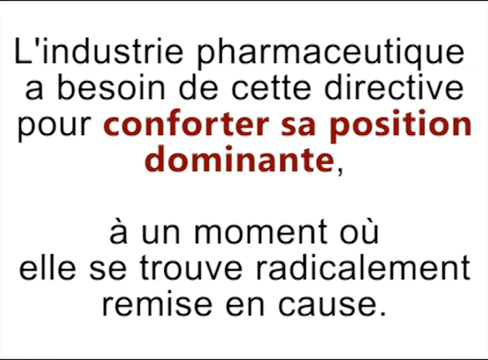 L'industrie pharmaceutique
a besoin de cette directive
pour conforter sa position
dominante,
à un moment où
elle se trouve radicalement
remise en cause.